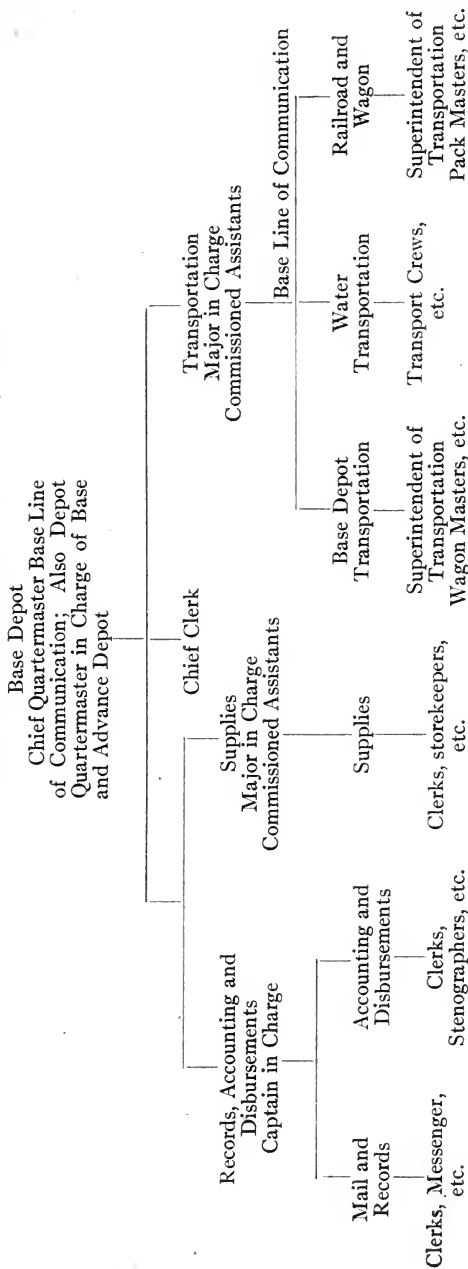 Base Depot
Chief Quartermaster Base Line
of Communication; Also Depot
Quartermaster in Charge of Base
and Advance Depot
Chief Clerk
Records, Accounting and
Disbursements
Captain in Charge
Mail and
Records
Clerks, Messenger,
etc.
Accounting and
Disbursements
Clerks,
Stenographers, etc.
Supplies
Major in Charge
Commissioned Assistants
Supplies
Clerks, storekeepers,
etc.
Transportation
Major in Charge
Commissioned Assistants
Base Line of Communication
Base Depot
Transportation
Superintendent of
Transportation
Wagon Masters, etc.
Water
Transportation
Transport Crews,
etc.
Railroad and
Wagon
Superintendent of
Transportation
Pack Masters, etc.